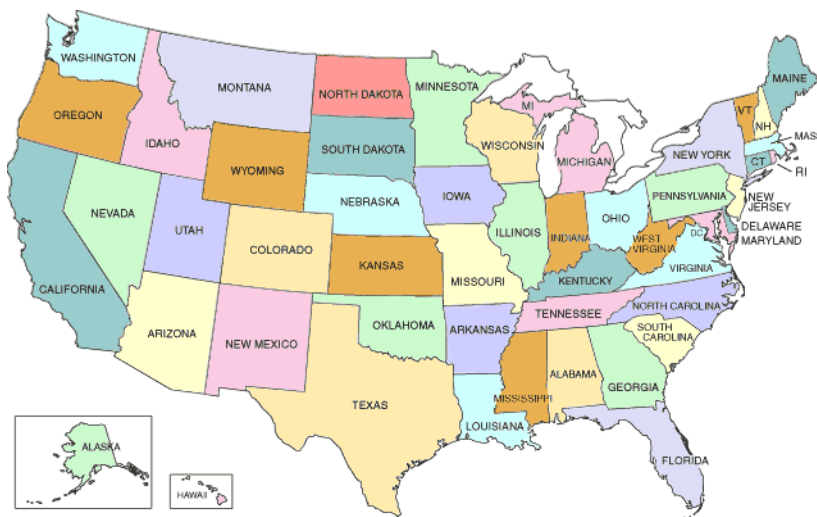 WASHINGTON
MAINE
MONTANA
NORTH DAKOTA
MINNESOTA
MI
VT
OREGON
NH
MASS
IDAHO
SOUTH DAKOTA
WISCONSIN
MICHIGAN
NEW YORK
CT
RI
WYOMING
IOWA
PENNSYLVANIA
NEW
JERSEY
NEBRASKA
NEVADA
UTAH
COLORADO
ILLINOIS
INDIANA
OHIO
WEST
VIRGINIA
DC
DELAWARE
MARYLAND
CALIFORNIA
KANSAS
MISSOURI
KENTUCKY
VIRGINIA
ARIZONA
NEW MEXICO
OKLAHOMA
ARKANSAS
TENNESSEE
NORTH CAROLINA
SOUTH
CAROLINA
TEXAS
LOUISIANA
MISSISSIPPI
ALABAMA
GEORGIA
FLORIDA
ALASKA
HAWAII